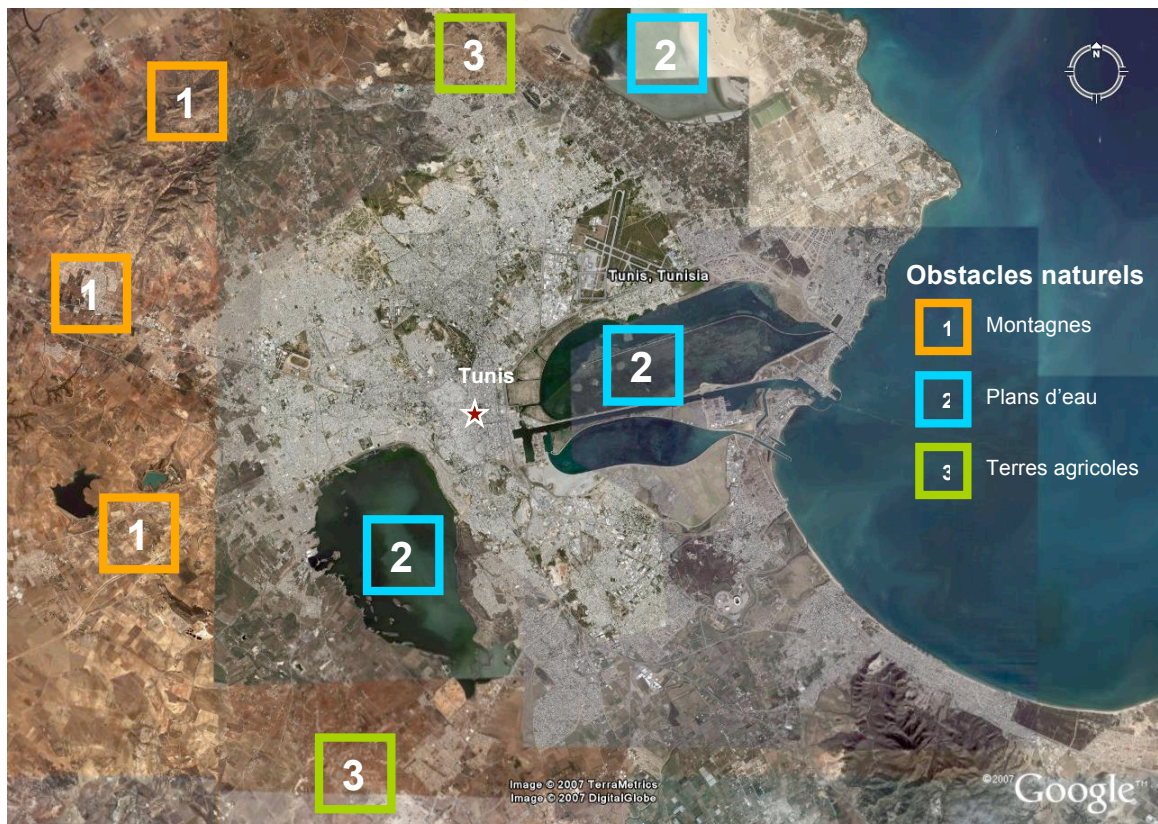 3
2
1
N
Tunis, Tunisia
1
Obstacles naturels
1 Montagnes
2
Tunis
2 Plans d’eau
3 Terres agricoles
1
2
3
Image © 2007 TerraMetrics
Image © 2007 DigitalGlobe
©2007 Google™